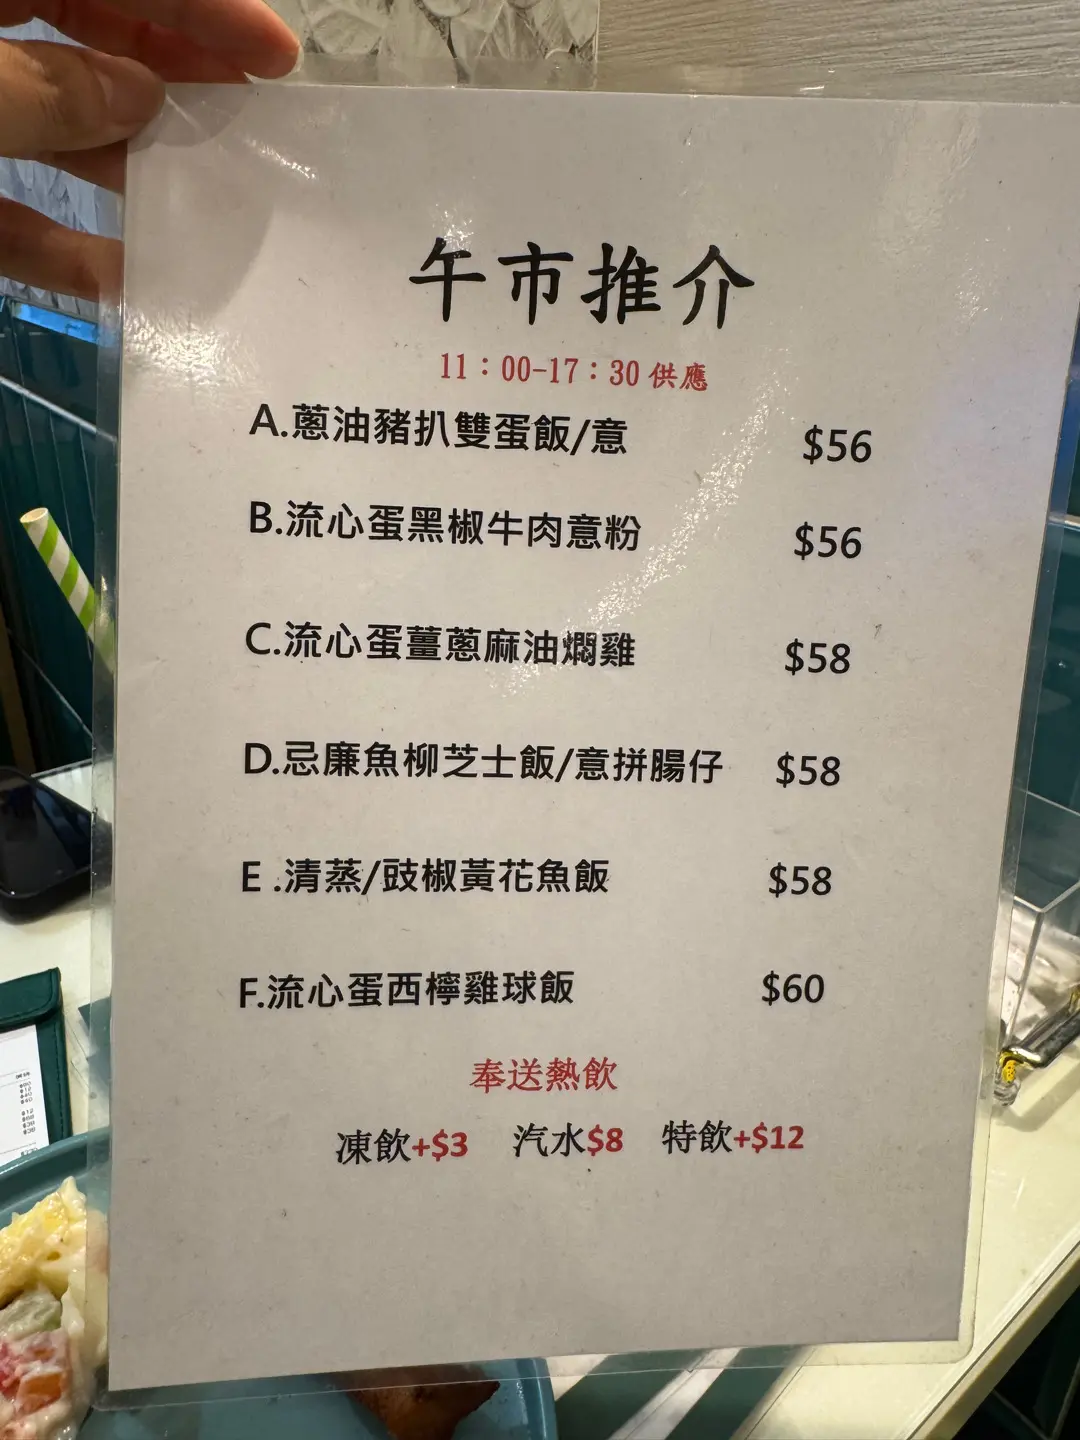 午市推介
11：00-17：30 供應
A.蔥油豬扒雙蛋飯/意 $56
B.流心蛋黑椒牛肉意粉 $56
C.流心蛋薑蔥麻油燜雞 $58
D.忌廉魚柳芝士飯/意拼腸仔 $58
E .清蒸/豉椒黃花魚飯 $58
F.流心蛋西檸雞球飯 $60
奉送熱飲
凍飲+$3 汽水$8 特飲+$12